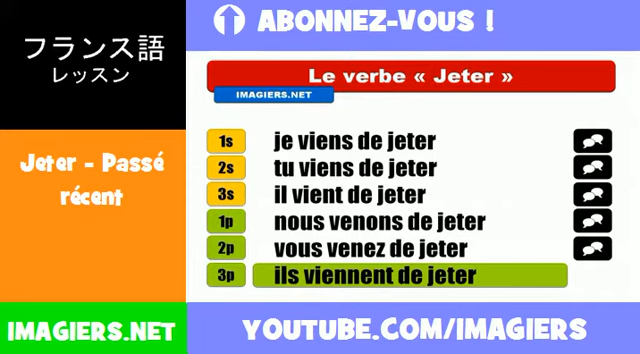 フランス語
レッスン
ABONNEZ-VOUS !
Le verbe « Jeter »
IMAGIERS.NET
Jeter - Passé
récent
1s je viens de jeter
2s tu viens de jeter
3s il vient de jeter
1p nous venons de jeter
2p vous venez de jeter
3p ils viennent de jeter
IMAGIERS.NET
YOUTUBE.COM/IMAGIERS